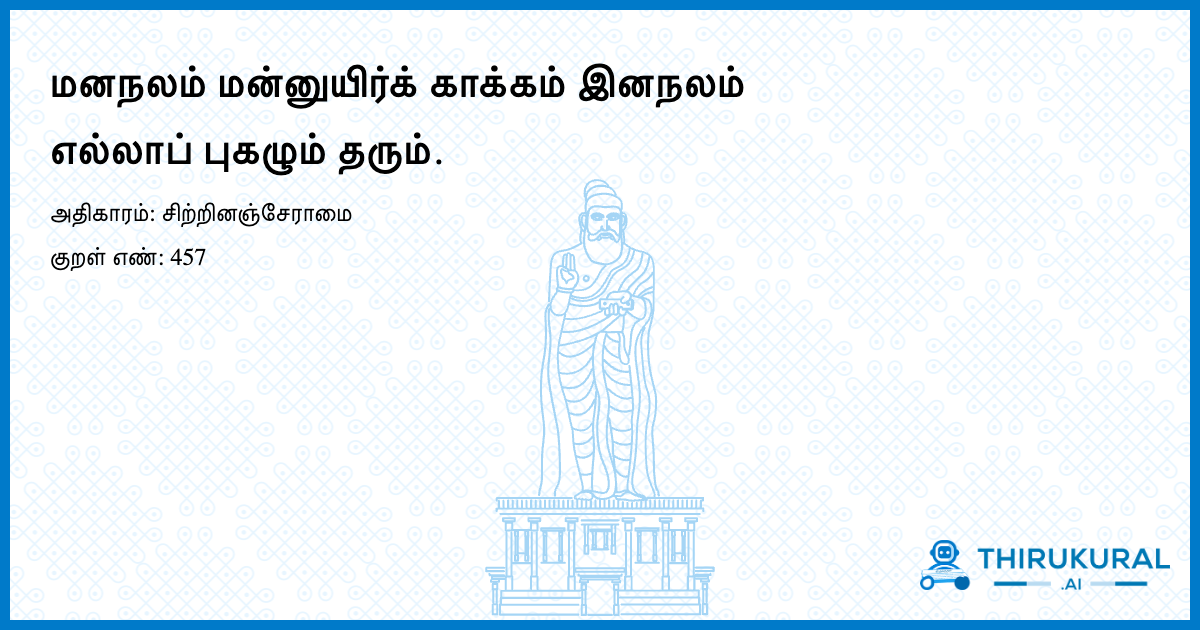 மனநலம் மன்னுயிர்க் காக்கம் இனநலம்
எல்லாப் புகழும் தரும்.
அதிகாரம்: சிற்றினஞ்சேராமை
குறள் எண்: 457
THIRUKURAL
.AI